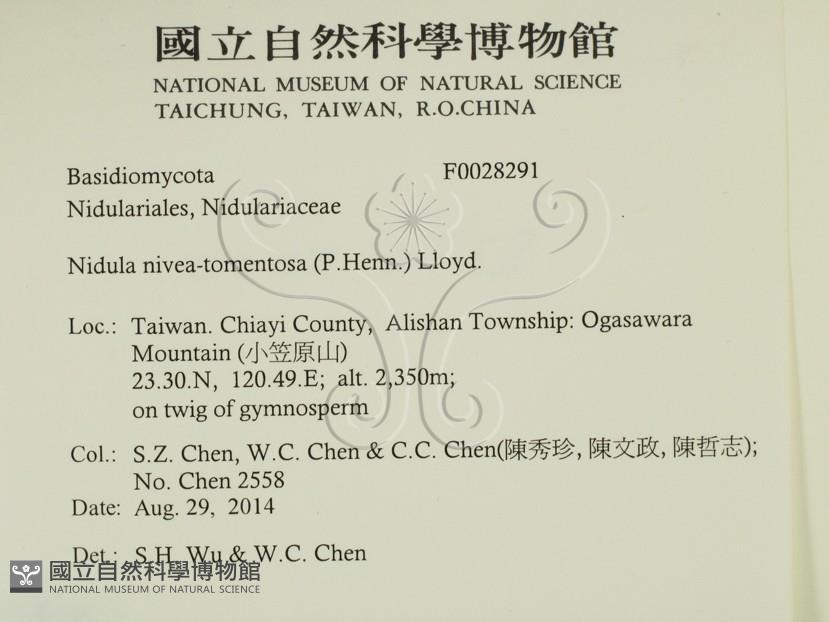 國立自然科學博物館
NATIONAL MUSEUM OF NATURAL SCIENCE
TAICHUNG, TAIWAN, R.O.CHINA
Basidiomycota F0028291
Nidulariales, Nidulariaceae
Nidula nivea-tomentosa (P.Henn.) Lloyd.
Loc.: Taiwan. Chiayi County, Alishan Township: Ogasawara
Mountain (小笠原山)
23.30.N, 120.49.E; alt. 2,350m;
on twig of gymnosperm
Col.: S.Z. Chen, W.C. Chen & C.C. Chen(陳秀珍, 陳文政, 陳哲志);
No. Chen 2558
Date: Aug. 29, 2014
Det.: S.H. Wu & W.C. Chen
國立自然科學博物館
NATIONAL MUSEUM OF NATURAL SCIENCE